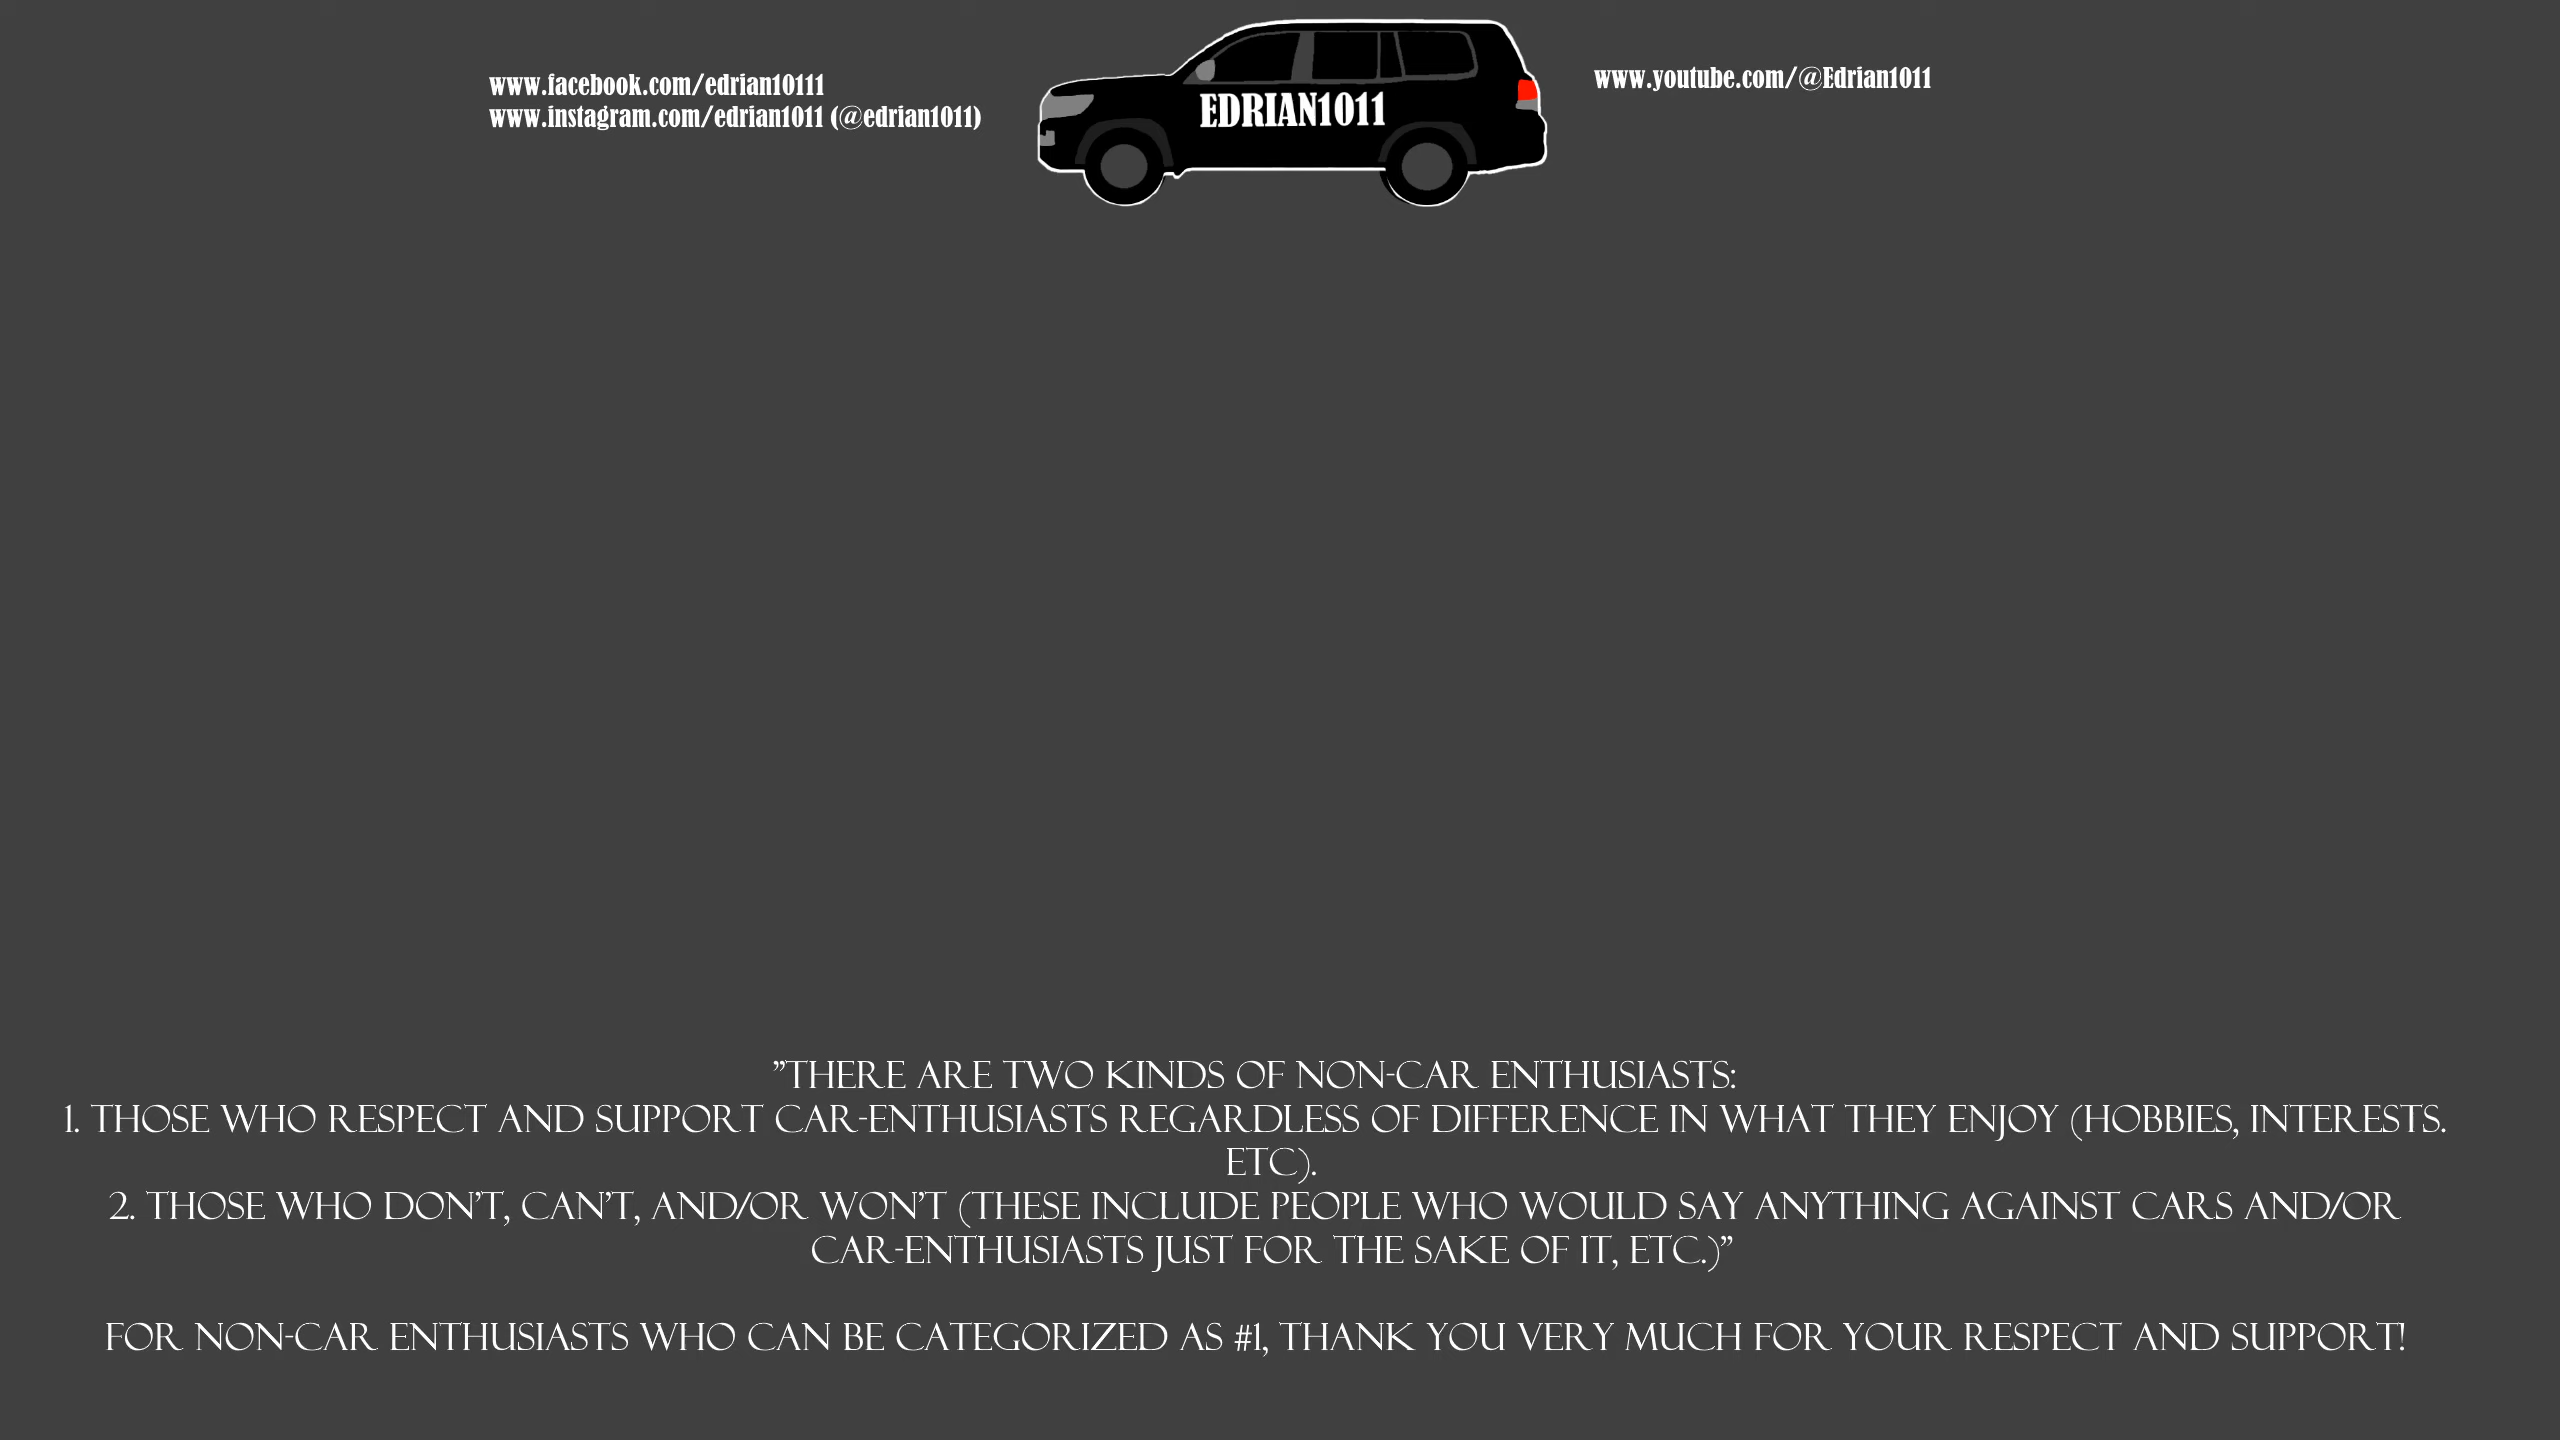 www.facebook.com/edrian10111
www.instagram.com/edrian1011 (@edrian1011)
EDRIAN1011
www.youtube.com/@Edrian1011
"THERE ARE TWO KINDS OF NON-CAR ENTHUSIASTS:
1. THOSE WHO RESPECT AND SUPPORT CAR-ENTHUSIASTS REGARDLESS OF DIFFERENCE IN WHAT THEY ENJOY (HOBBIES, INTERESTS.
ETC).
2. THOSE WHO DON'T, CAN'T, AND/OR WON'T (THESE INCLUDE PEOPLE WHO WOULD SAY ANYTHING AGAINST CARS AND/OR
CAR-ENTHUSIASTS JUST FOR THE SAKE OF IT, ETC.)"
FOR NON-CAR ENTHUSIASTS WHO CAN BE CATEGORIZED AS #1, THANK YOU VERY MUCH FOR YOUR RESPECT AND SUPPORT!